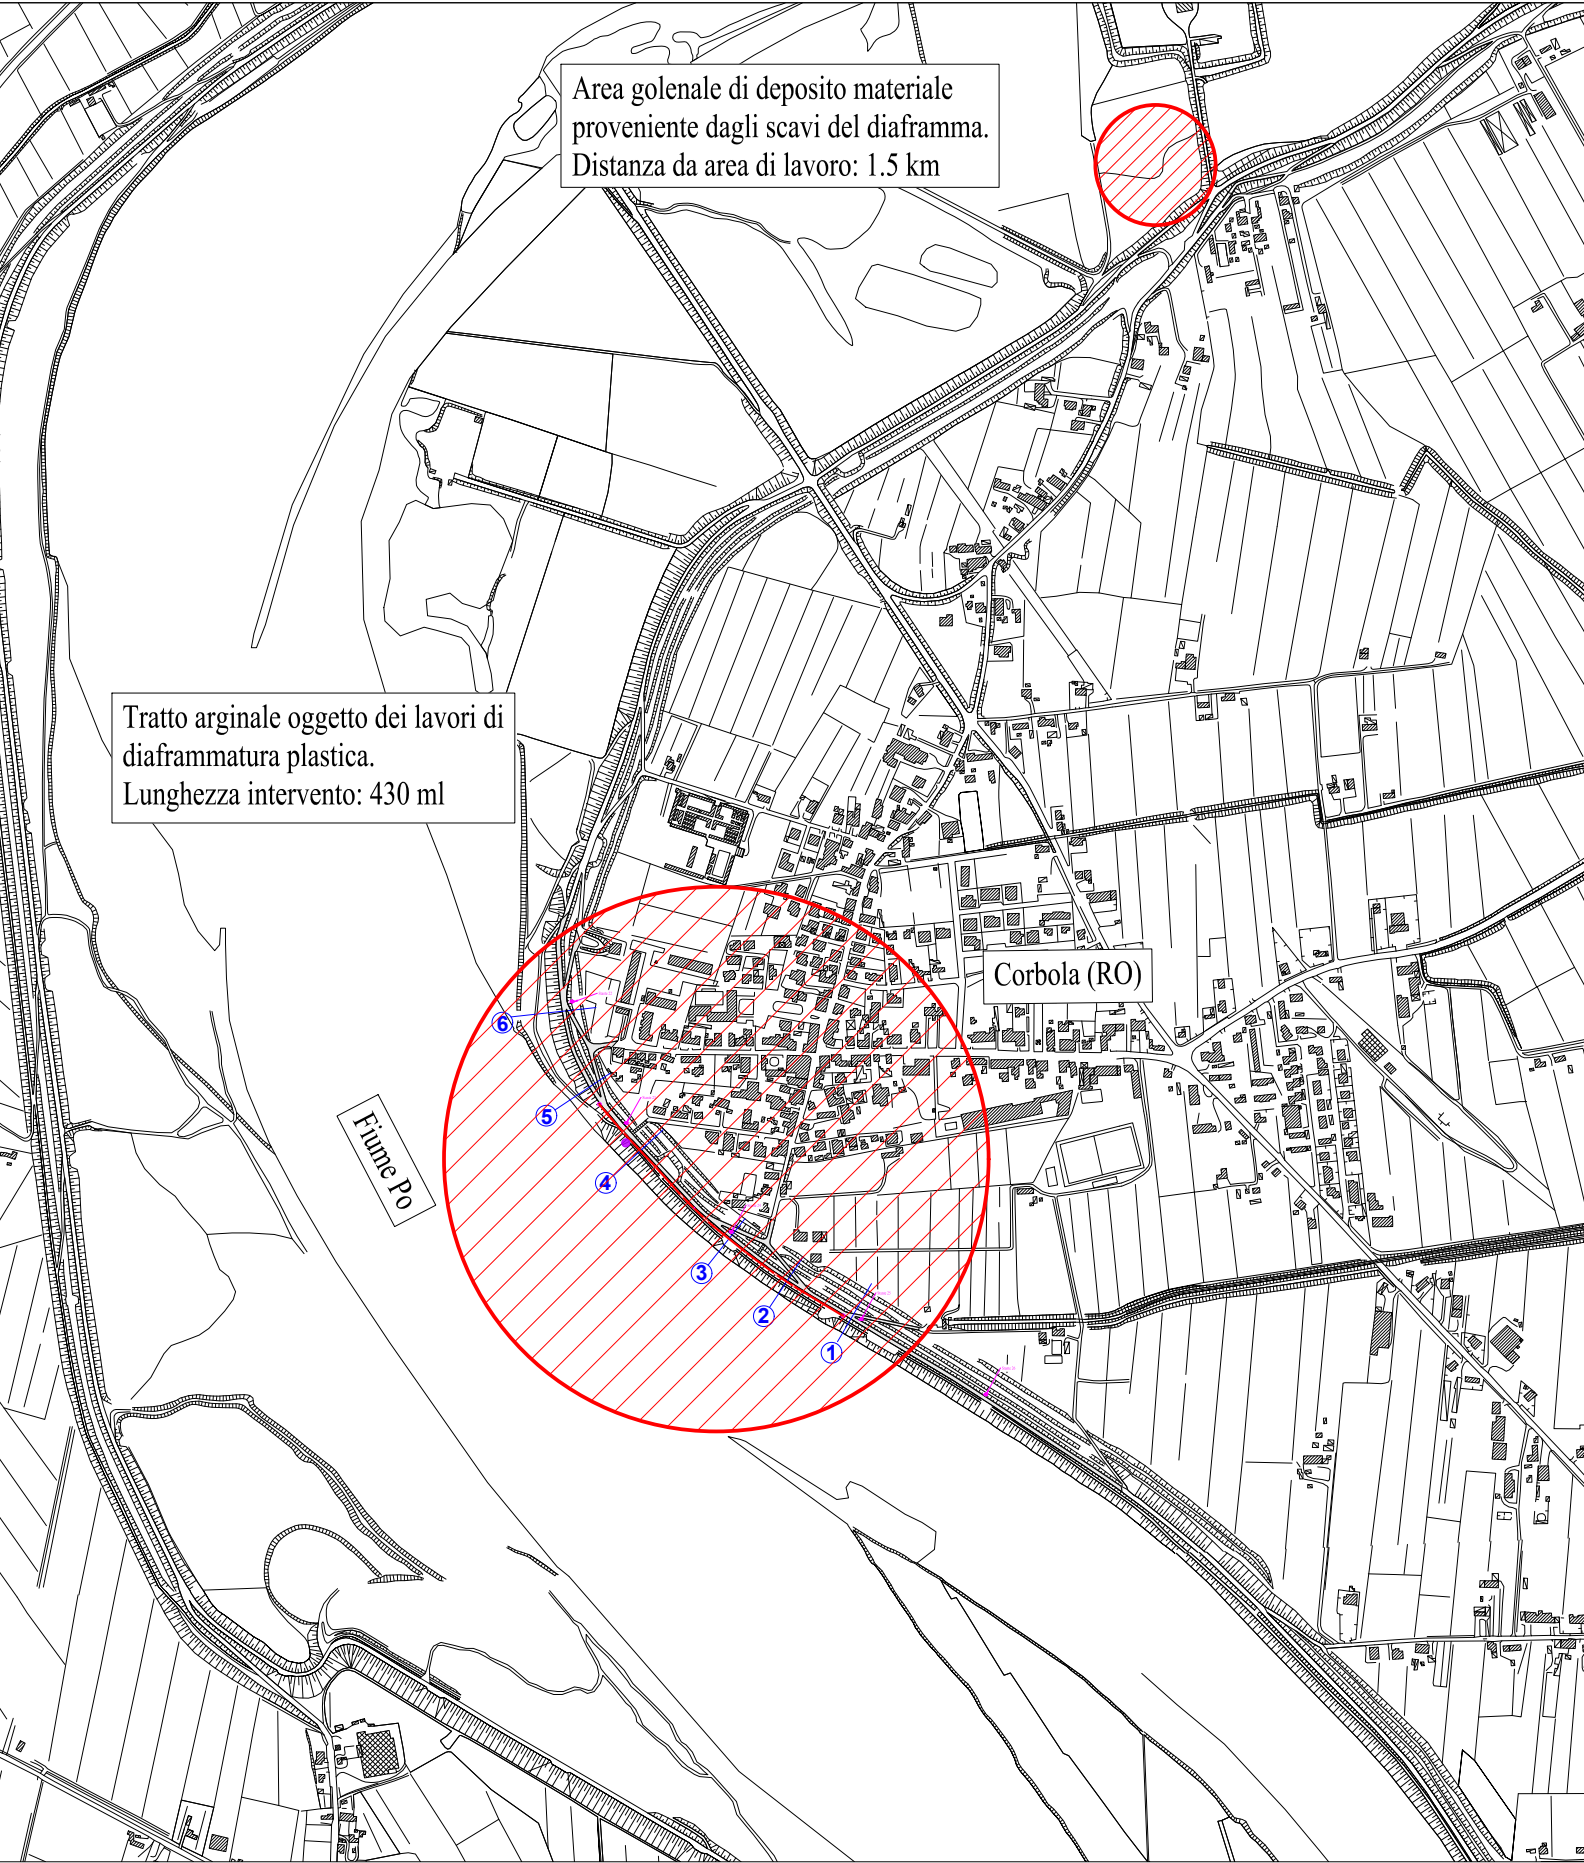 Area golenale di deposito materiale
proveniente dagli scavi del diaframma.
Distanza da area di lavoro: 1.5 km
Tratto arginale oggetto dei lavori di
diaframmatura plastica.
Lunghezza intervento: 430 ml
Corbola (RO)
Fiume Po
6
5
4
3
2
1